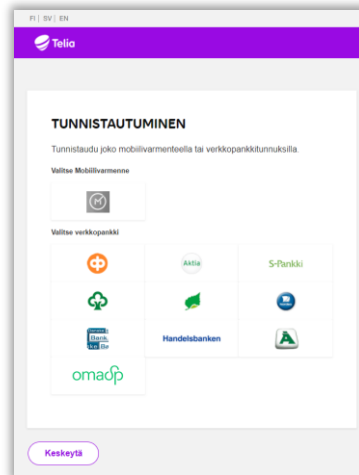 FI | SV | EN
Telia
TUNNISTAUTUMINEN
Tunnistaudu joko mobiilivarmenteella tai verkkopankkitunnuksilla.
Valitse Mobiilivarmenne
Valitse verkkopankki
Aktia
S-Pankki
Bank
Handelsbanken
omasp
Keskeytä